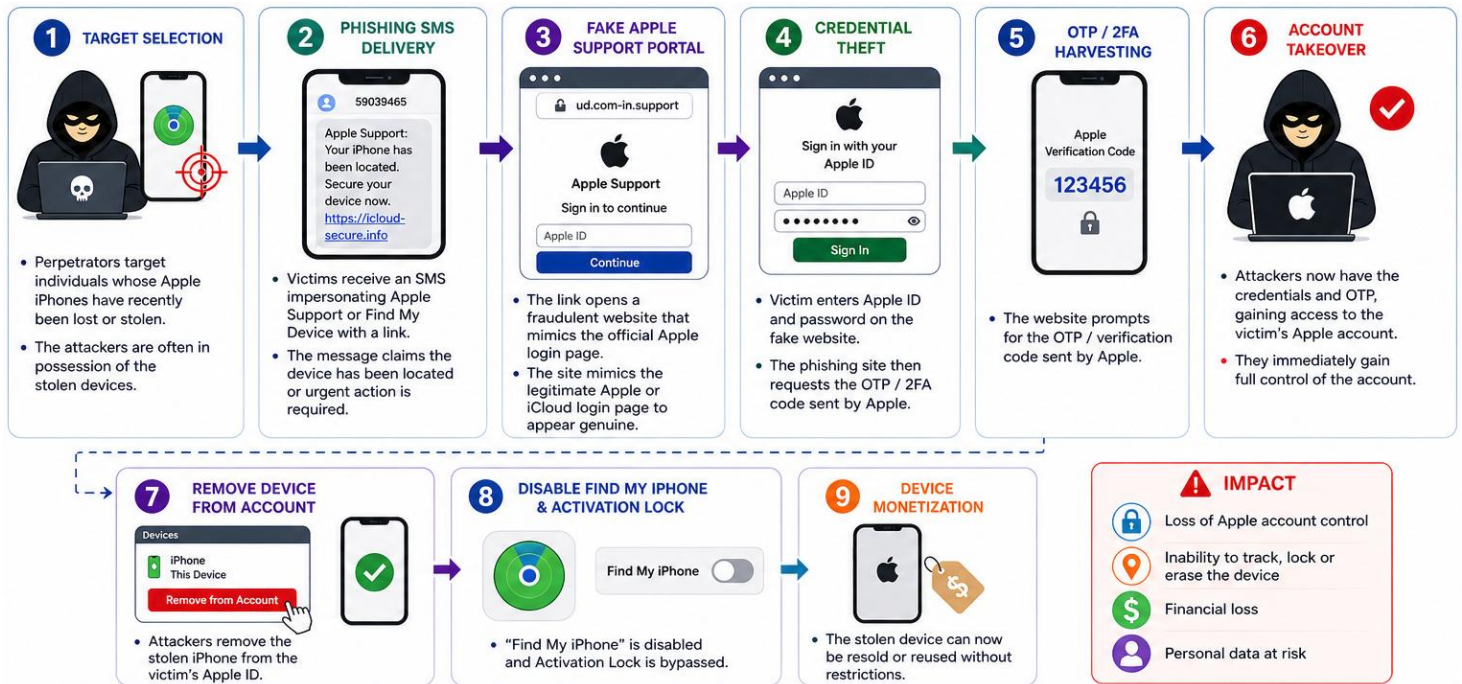 1 TARGET SELECTION
• Perpetrators target
individuals whose Apple
iPhones have recently
been lost or stolen.
• The attackers are often in
possession of the
stolen devices.
2 PHISHING SMS
DELIVERY
59039465
Apple Support:
Your iPhone has
been located.
Secure your
device now.
https://icloud-
secure.info
• Victims receive an SMS
impersonating Apple
Support or Find My
Device with a link.
• The message claims the
device has been located
or urgent action is
required.
3 FAKE APPLE
SUPPORT PORTAL
ud.com-in.support
Apple Support
Sign in to continue
Apple ID
Continue
• The link opens a
fraudulent website that
mimics the official Apple
login page.
• The site mimics the
legitimate Apple or
iCloud login page to
appear genuine.
4 CREDENTIAL
THEFT
Sign in with your
Apple ID
Apple ID
Sign In
• Victim enters Apple ID
and password on the
fake website.
• The phishing site then
requests the OTP / 2FA
code sent by Apple.
5 OTP / 2FA
HARVESTING
Apple
Verification Code
123456
• The website prompts
for the OTP / verification
code sent by Apple.
6 ACCOUNT
TAKEOVER
• Attackers now have the
credentials and OTP,
gaining access to the
victim's Apple account.
• They immediately gain
full control of the account.
7 REMOVE DEVICE
FROM ACCOUNT
Devices
iPhone
This Device
Remove from Account
• Attackers remove the
stolen iPhone from the
victim's Apple ID.
8 DISABLE FIND MY IPHONE
& ACTIVATION LOCK
Find My iPhone
• "Find My iPhone" is disabled
and Activation Lock is bypassed.
9 DEVICE
MONETIZATION
$
• The stolen device can now
be resold or reused without
restrictions.
IMPACT
Loss of Apple account control
Inability to track, lock or
erase the device
$ Financial loss
Personal data at risk